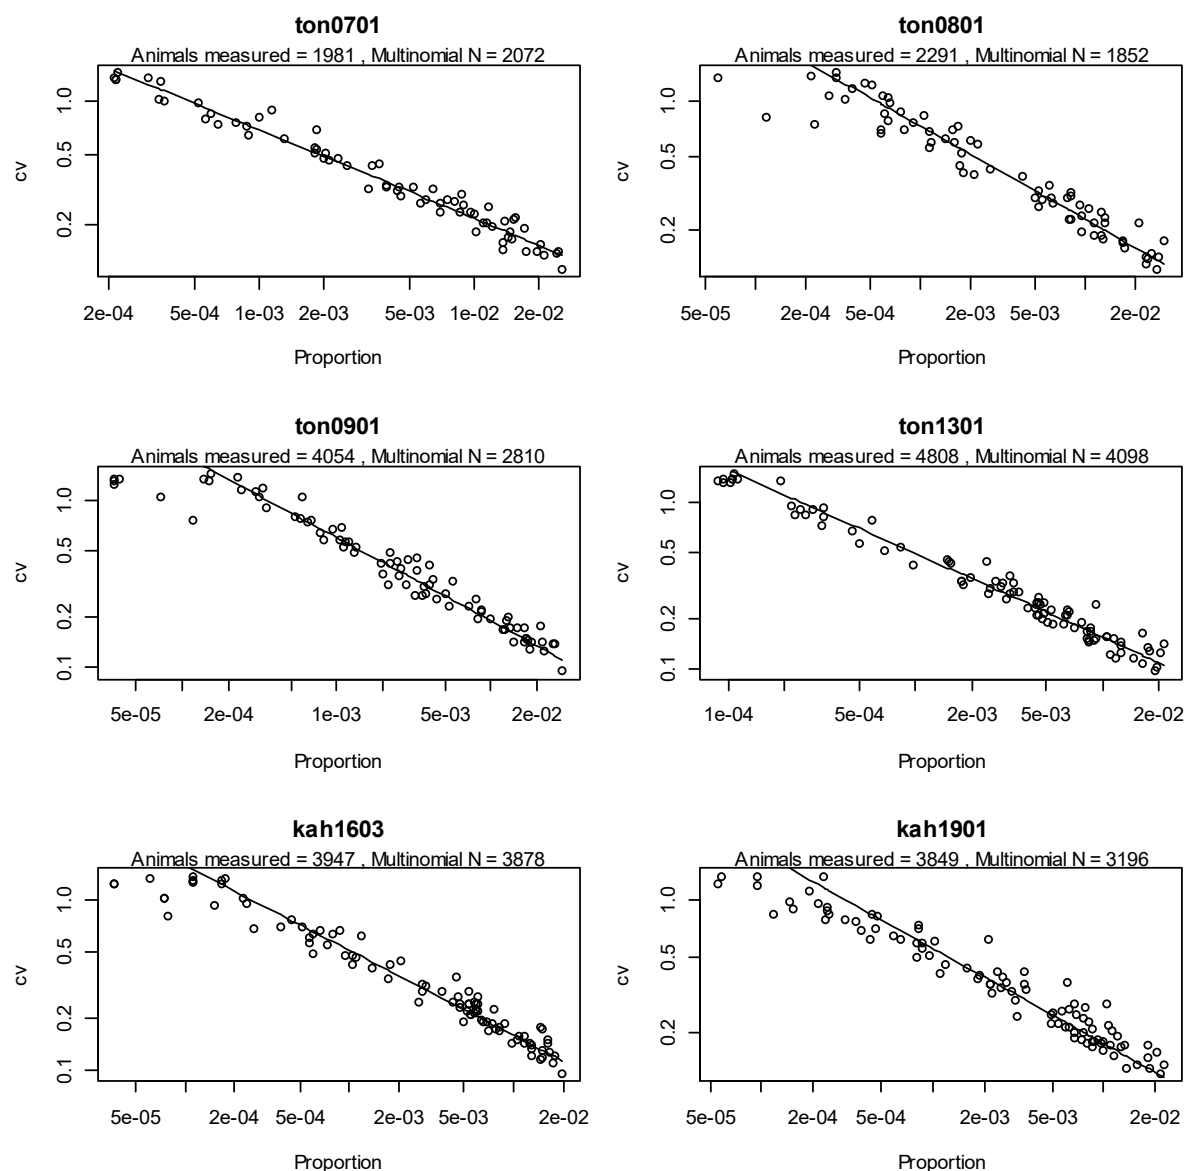 ton0701
Animals measured = 1981 , Multinomial N = 2072
cv
1.0
0.5
0.2
2e-04 5e-04 1e-03 2e-03 5e-03 1e-02 2e-02
Proportion
ton0801
Animals measured = 2291 , Multinomial N = 1852
cv
1.0
0.5
0.2
5e-05 2e-04 5e-04 2e-03 5e-03 2e-02
Proportion
ton0901
Animals measured = 4054 , Multinomial N = 2810
cv
1.0
0.5
0.2
0.1
5e-05 2e-04 1e-03 5e-03 2e-02
Proportion
ton1301
Animals measured = 4808 , Multinomial N = 4098
cv
1.0
0.5
0.2
0.1
1e-04 5e-04 2e-03 5e-03 2e-02
Proportion
kah1603
Animals measured = 3947 , Multinomial N = 3878
cv
1.0
0.5
0.2
0.1
5e-05 2e-04 5e-04 2e-03 5e-03 2e-02
Proportion
kah1901
Animals measured = 3849 , Multinomial N = 3196
cv
1.0
0.5
0.2
5e-05 2e-04 5e-04 2e-03 5e-03 2e-02
Proportion